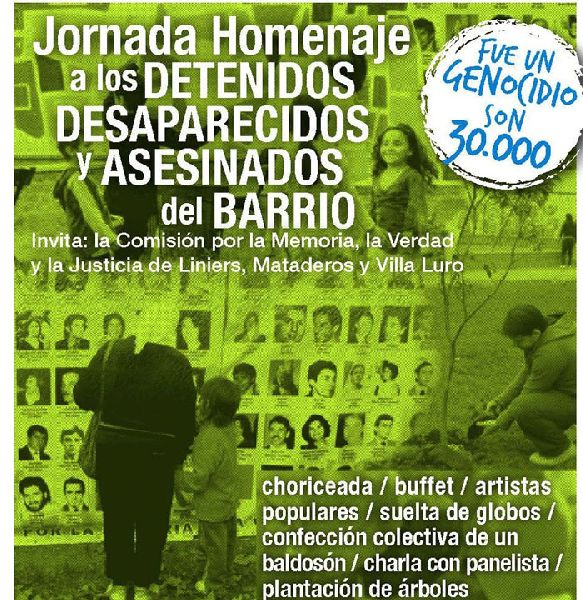 Jornada Homenaje
a los DETENIDOS
DESAPARECIDOS
y ASESINADOS
del BARRIO
FUE UN
GENOCIDIO
SON
30.000
Invita: la Comisión por la Memoria, la Verdad
y la Justicia de Liniers, Mataderos y Villa Luro
choriceada / buffet / artistas
populares / suelta de globos /
confección colectiva de un
baldosón / charla con panelista /
plantación de árboles